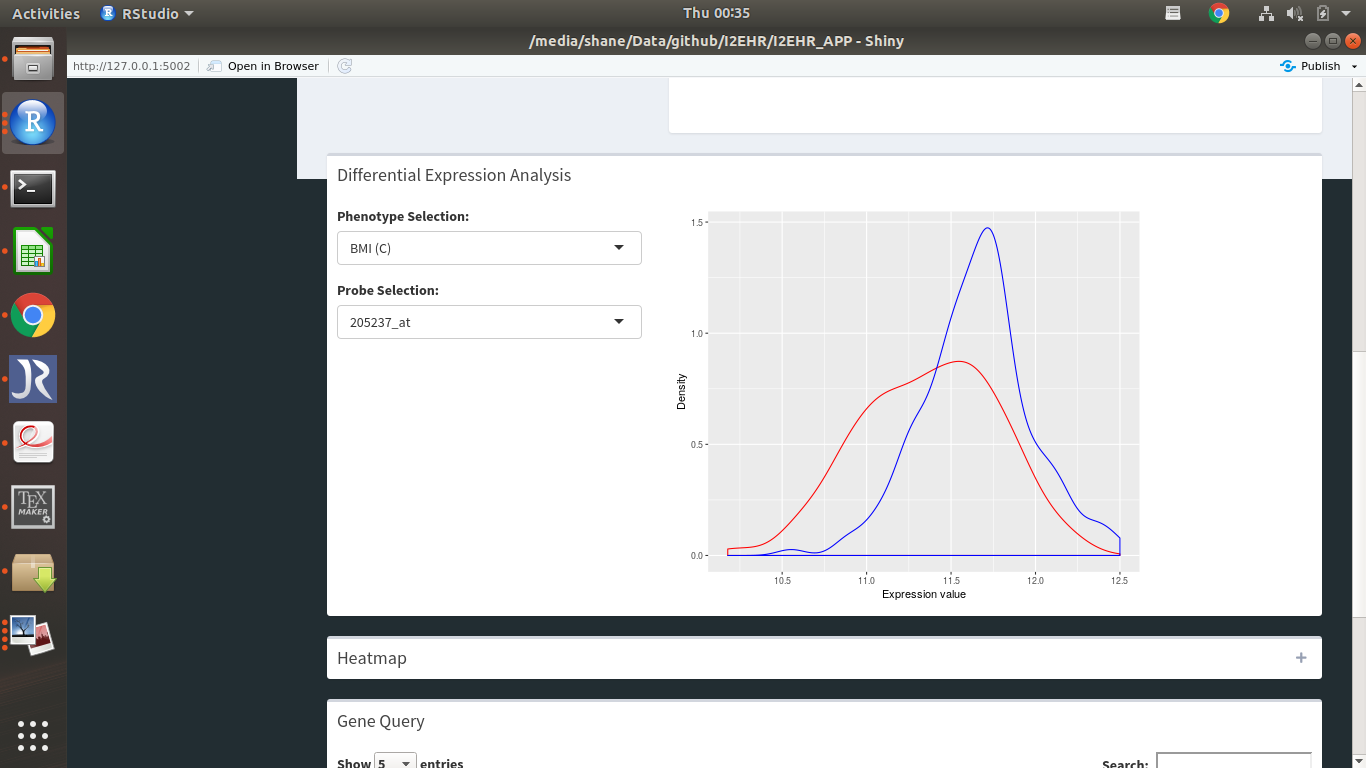 Activities RStudio Thu 00:35
/media/shane/Data/github/I2EHR/I2EHR_APP - Shiny
http://127.0.0.1:5002 Open in Browser Publish
Differential Expression Analysis
Phenotype Selection:
BMI (C)
Probe Selection:
205237_at
1.5
1.0
0.5
0.0
Density
10.5 11.0 11.5 12.0 12.5
Expression value
Heatmap +
Gene Query
Show 5 entries Search:
R
>_
JR
TEX
MAKER